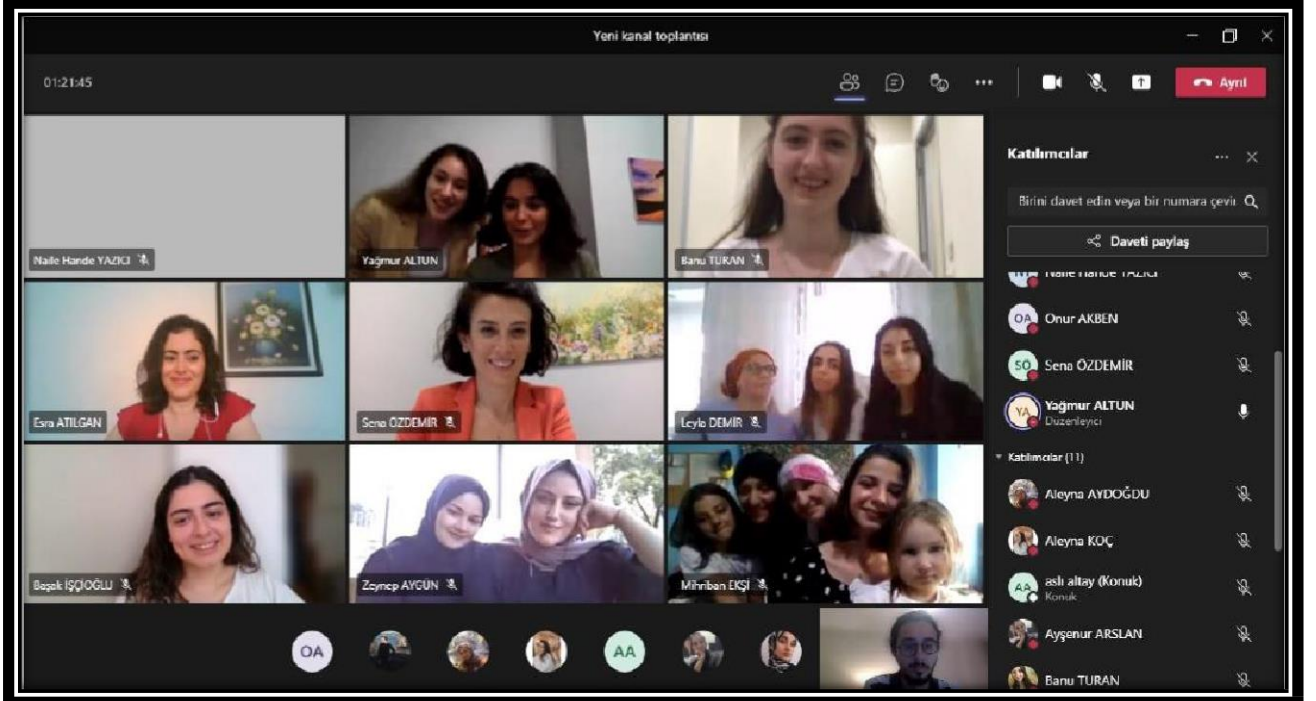 Yeni kanal toplantısı
01:21:45
Ayrıl
Naile Hande YAZICI
Yağmur ALTUN
Banu TURAN
Esra ATILGAN
Sena ÖZDEMİR
Leyla DEMİR
Başak İŞÇİOĞLU
Zeynep AYGÜN
Mihriban EKŞİ
OA
AA
Katılımcılar
Birini davet edin veya bir numara çevir
Daveti paylaş
Naile Hande YAZICI
OA Onur AKBEN
SÖ Sena ÖZDEMİR
YA Yağmur ALTUN
Düzenleyici
Katılımcılar (11)
Aleyna AYDOĞDU
Aleyna KOÇ
AA aslı altay (Konuk)
Konuk
Ayşenur ARSLAN
Banu TURAN